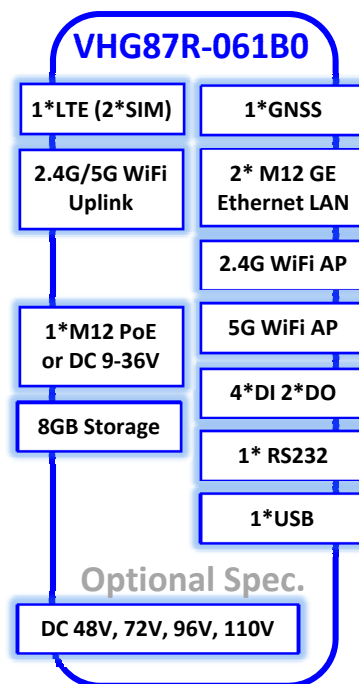 VHG87R-061B0
1*LTE (2*SIM)
2.4G/5G WiFi
Uplink
1*M12 PoE
or DC 9-36V
8GB Storage
1*GNSS
2* M12 GE
Ethernet LAN
2.4G WiFi AP
5G WiFi AP
4*DI 2*DO
1* RS232
1*USB
Optional Spec.
DC 48V, 72V, 96V, 110V